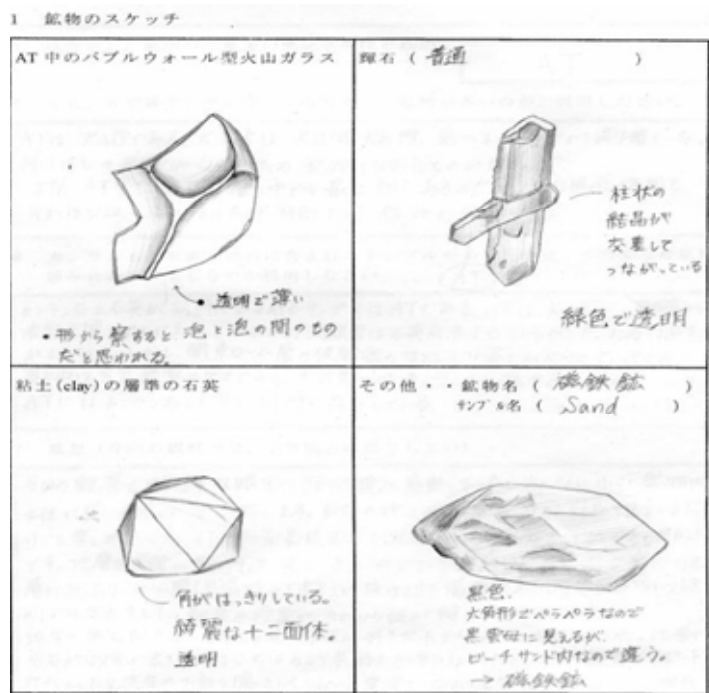 1 鉱物のスケッチ
AT 中のバブルウォール型火山ガラス
・透明で薄い
・形から察すると 泡と泡の間のもの
だと思われる。
輝石 ( 普通 )
柱状の
結晶が
交差して
つながっている
緑色で透明
粘土(clay)の層準の石英
角がはっきりしている。
綺麗な十二面体。
透明
その他・・鉱物名 ( 磁鉄鉱 )
サンプル名 ( Sand )
黒色。
六角形でペラペラなので
黒雲母に見えるが、
ビーチサンド内なので違う。
→ 磁鉄鉱